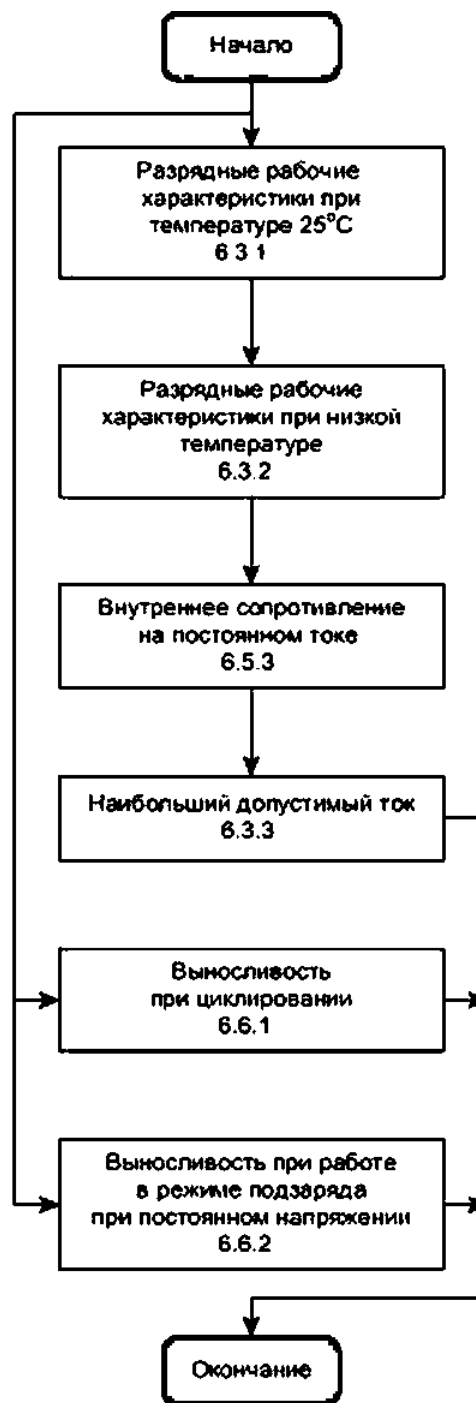 Начало
Разрядные рабочие
характеристики при
температуре 25°C
6.3.1
Разрядные рабочие
характеристики при низкой
температуре
6.3.2
Внутреннее сопротивление
на постоянном токе
6.5.3
Наибольший допустимый ток
6.3.3
Выносливость
при циклировании
6.6.1
Выносливость при работе
в режиме подзаряда
при постоянном напряжении
6.6.2
Окончание